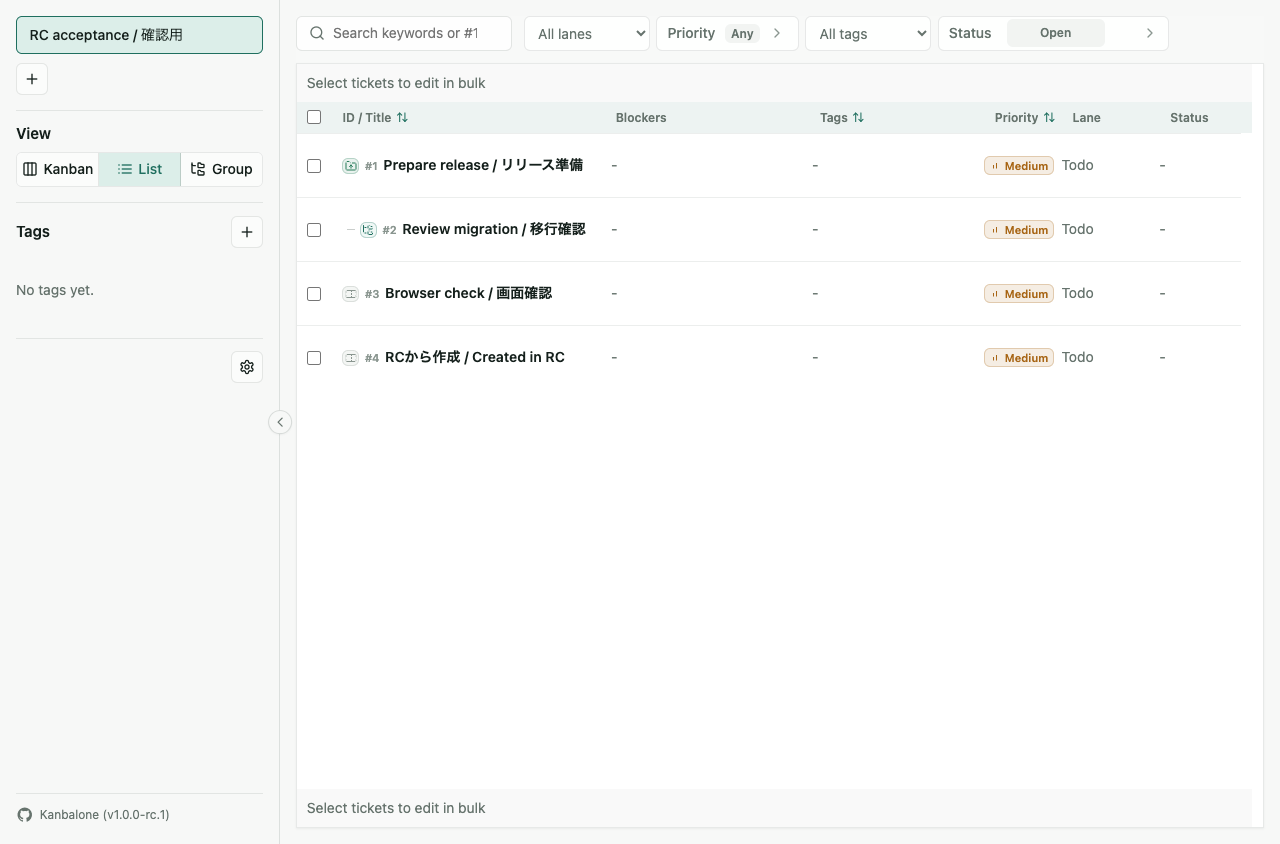 RC acceptance / 確認用
View
Kanban List Group
Tags
No tags yet.
Kanbalone (v1.0.0-rc.1)
Search keywords or #1 All lanes Priority Any All tags Status Open
Select tickets to edit in bulk
ID / Title Blockers Tags Priority Lane Status
#1 Prepare release / リリース準備 - - Medium Todo -
#2 Review migration / 移行確認 - - Medium Todo -
#3 Browser check / 画面確認 - - Medium Todo -
#4 RCから作成 / Created in RC - - Medium Todo -
Select tickets to edit in bulk